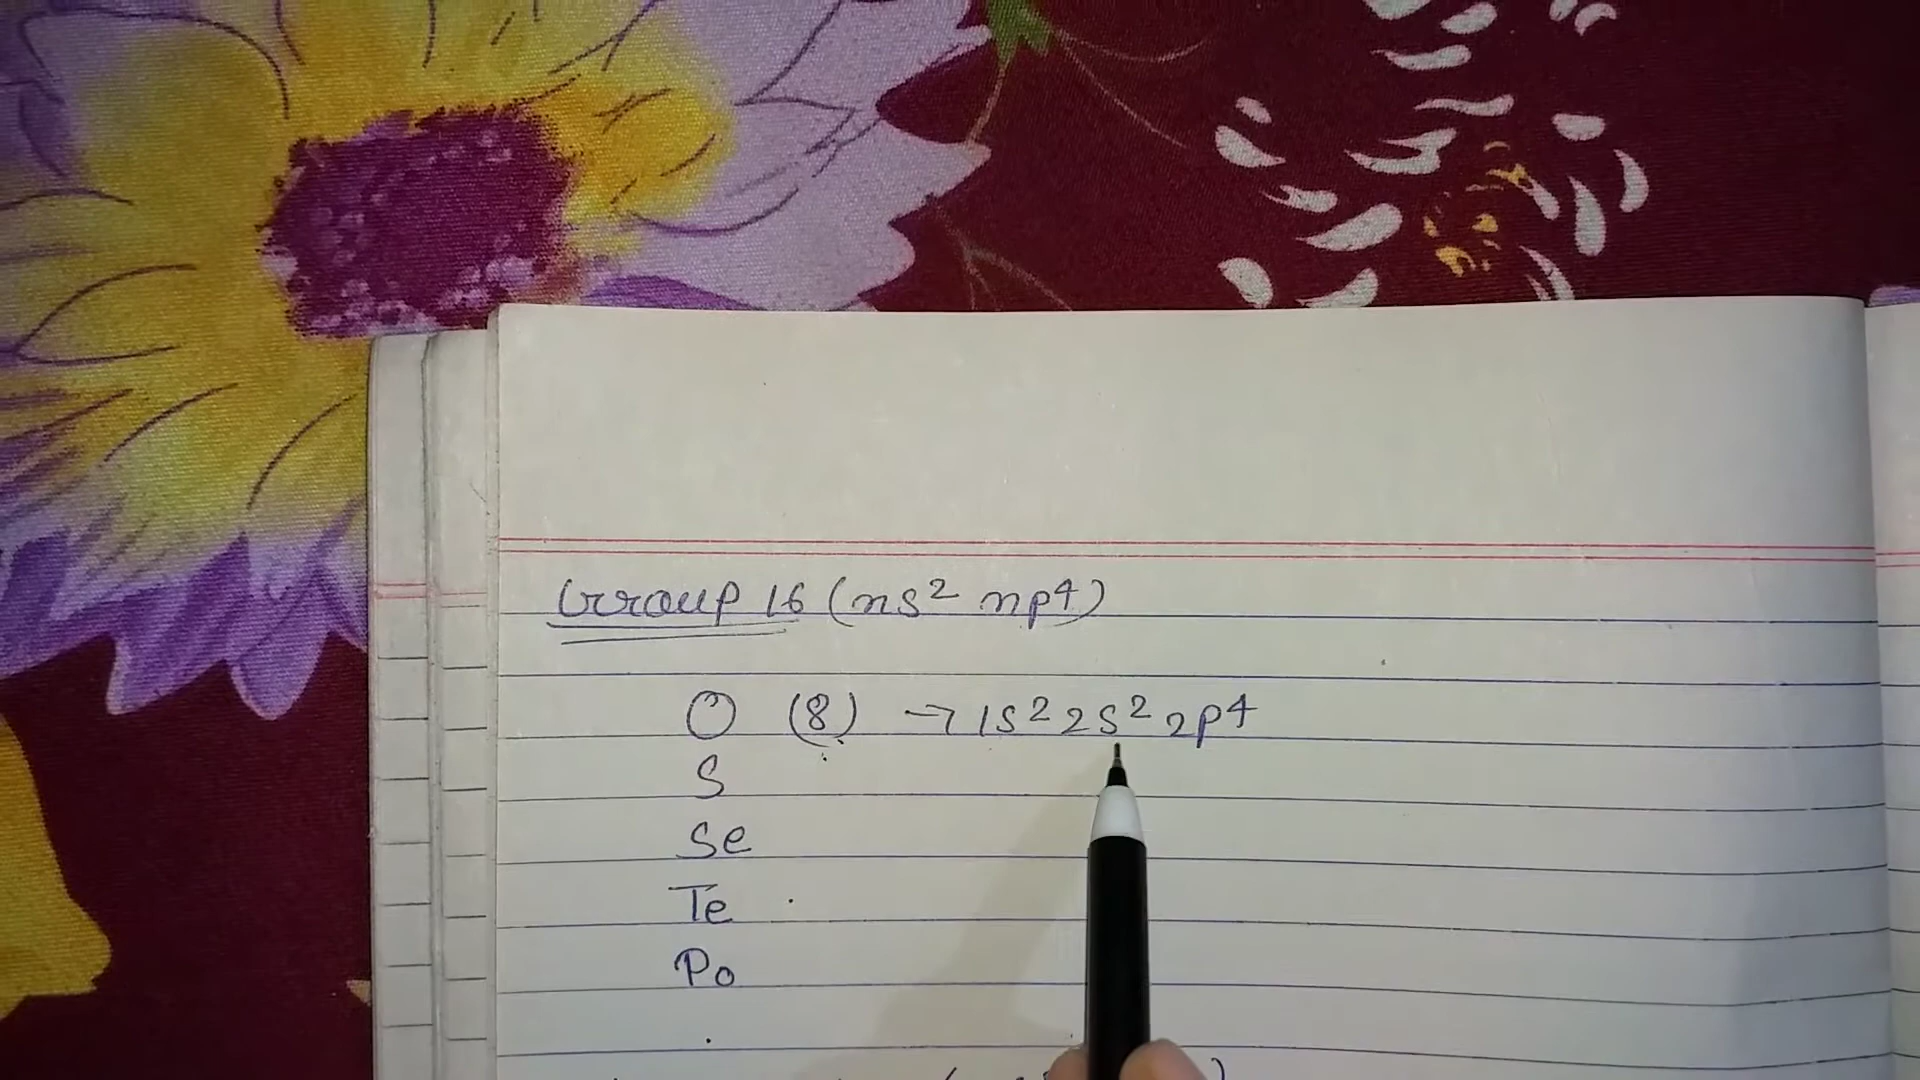 Group 16 (ns² np⁴)
O (8) → 1s² 2s² 2p⁴
S
Se
Te
Po